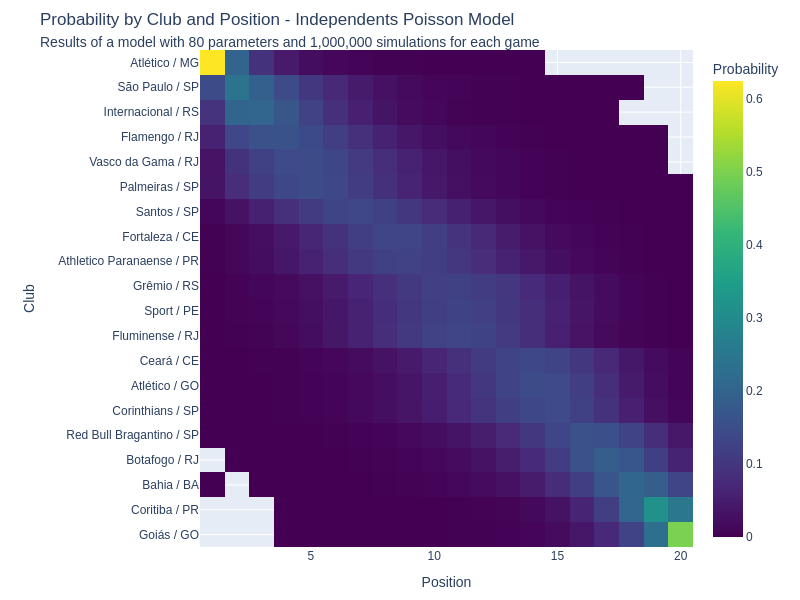 Probability by Club and Position - Independents Poisson Model
Results of a model with 80 parameters and 1,000,000 simulations for each game
Probability
0.6
0.5
0.4
0.3
0.2
0.1
0
Club
Atlético / MG
São Paulo / SP
Internacional / RS
Flamengo / RJ
Vasco da Gama / RJ
Palmeiras / SP
Santos / SP
Fortaleza / CE
Athletico Paranaense / PR
Grêmio / RS
Sport / PE
Fluminense / RJ
Ceará / CE
Atlético / GO
Corinthians / SP
Red Bull Bragantino / SP
Botafogo / RJ
Bahia / BA
Coritiba / PR
Goiás / GO
5 10 15 20
Position